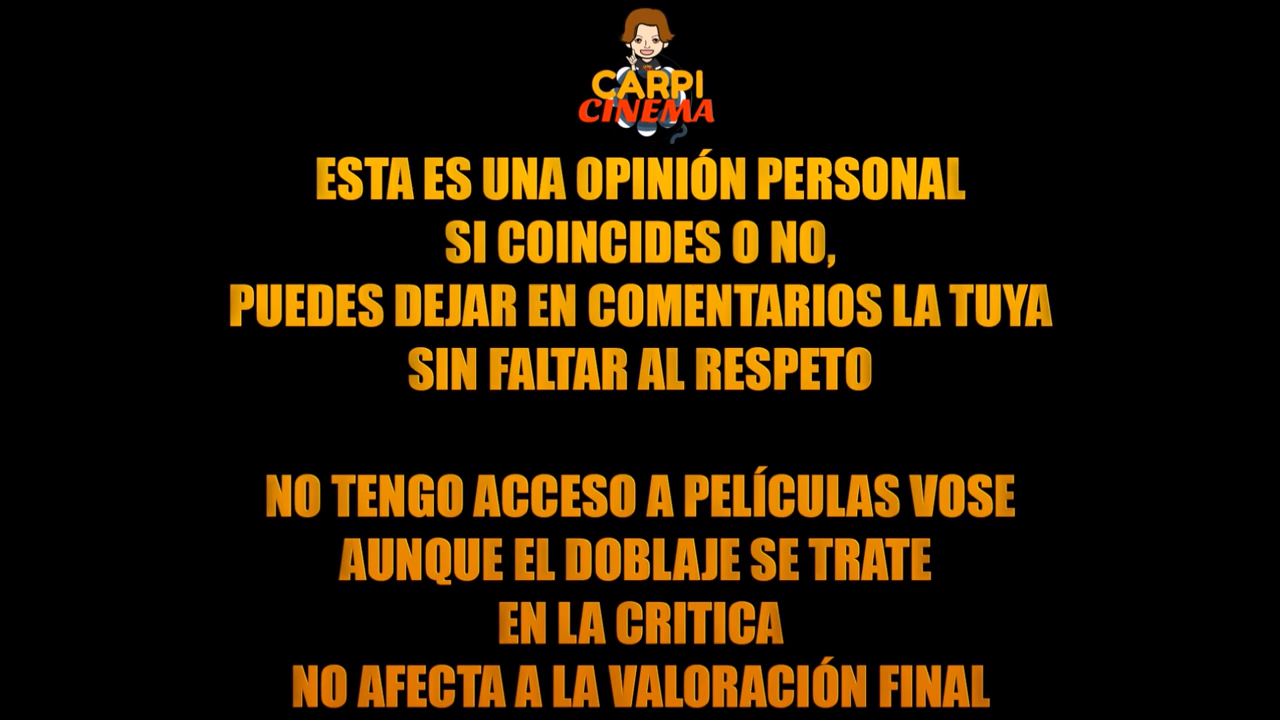 CARPI
CINEMA
ESTA ES UNA OPINIÓN PERSONAL
SI COINCIDES O NO,
PUEDES DEJAR EN COMENTARIOS LA TUYA
SIN FALTAR AL RESPETO
NO TENGO ACCESO A PELÍCULAS VOSE
AUNQUE EL DOBLAJE SE TRATE
EN LA CRITICA
NO AFECTA A LA VALORACIÓN FINAL